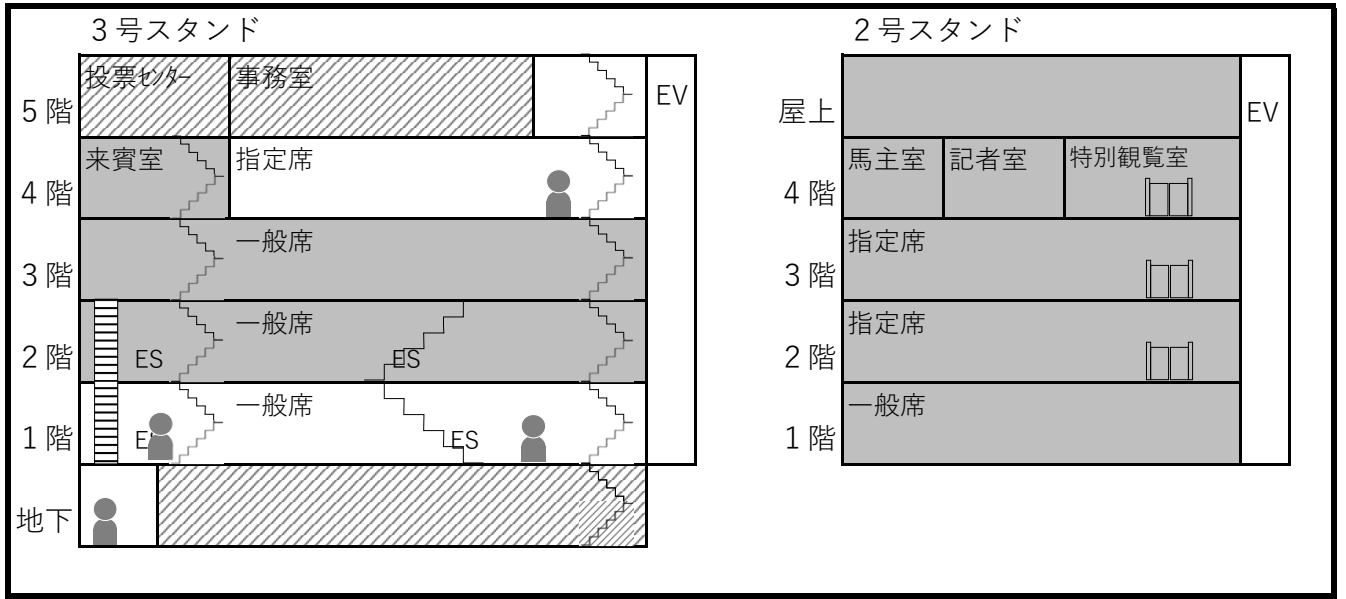 3号スタンド
2号スタンド
投票ｾﾝﾀｰ
事務室
5階
EV
屋上
EV
来賓室
指定席
4階
馬主室
記者室
特別観覧室
4階
一般席
3階
指定席
3階
一般席
ES
ES
2階
指定席
2階
一般席
ES
ES
1階
一般席
1階
地下